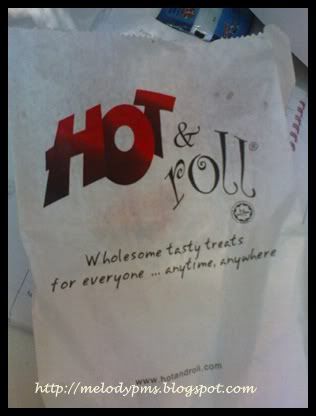 HOT &
roll®
Wholesome tasty treats
for everyone ... anytime, anywhere
www.hotandroll.com
http://melodypms.blogspot.com